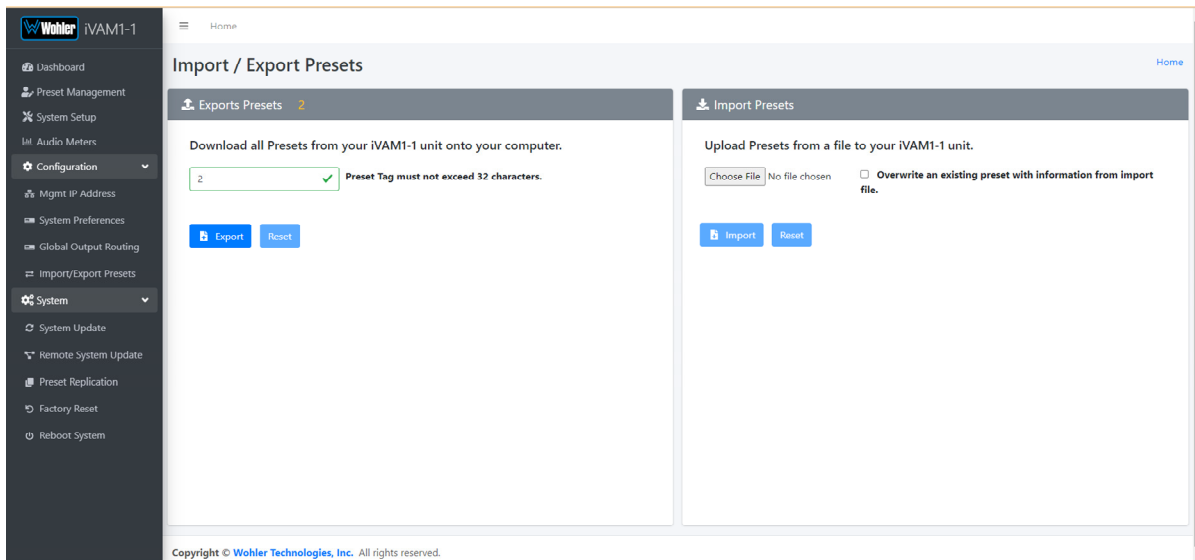 Wohler iVAM1-1
Dashboard
Preset Management
System Setup
Audio Meters
Configuration
Mgmt IP Address
System Preferences
Global Output Routing
Import/Export Presets
System
System Update
Remote System Update
Preset Replication
Factory Reset
Reboot System
Home
Import / Export Presets
Home
Exports Presets 2
Download all Presets from your iVAM1-1 unit onto your computer.
2
Preset Tag must not exceed 32 characters.
Export Reset
Import Presets
Upload Presets from a file to your iVAM1-1 unit.
Choose File No file chosen
Overwrite an existing preset with information from import
file.
Import Reset
Copyright © Wohler Technologies, Inc. All rights reserved.